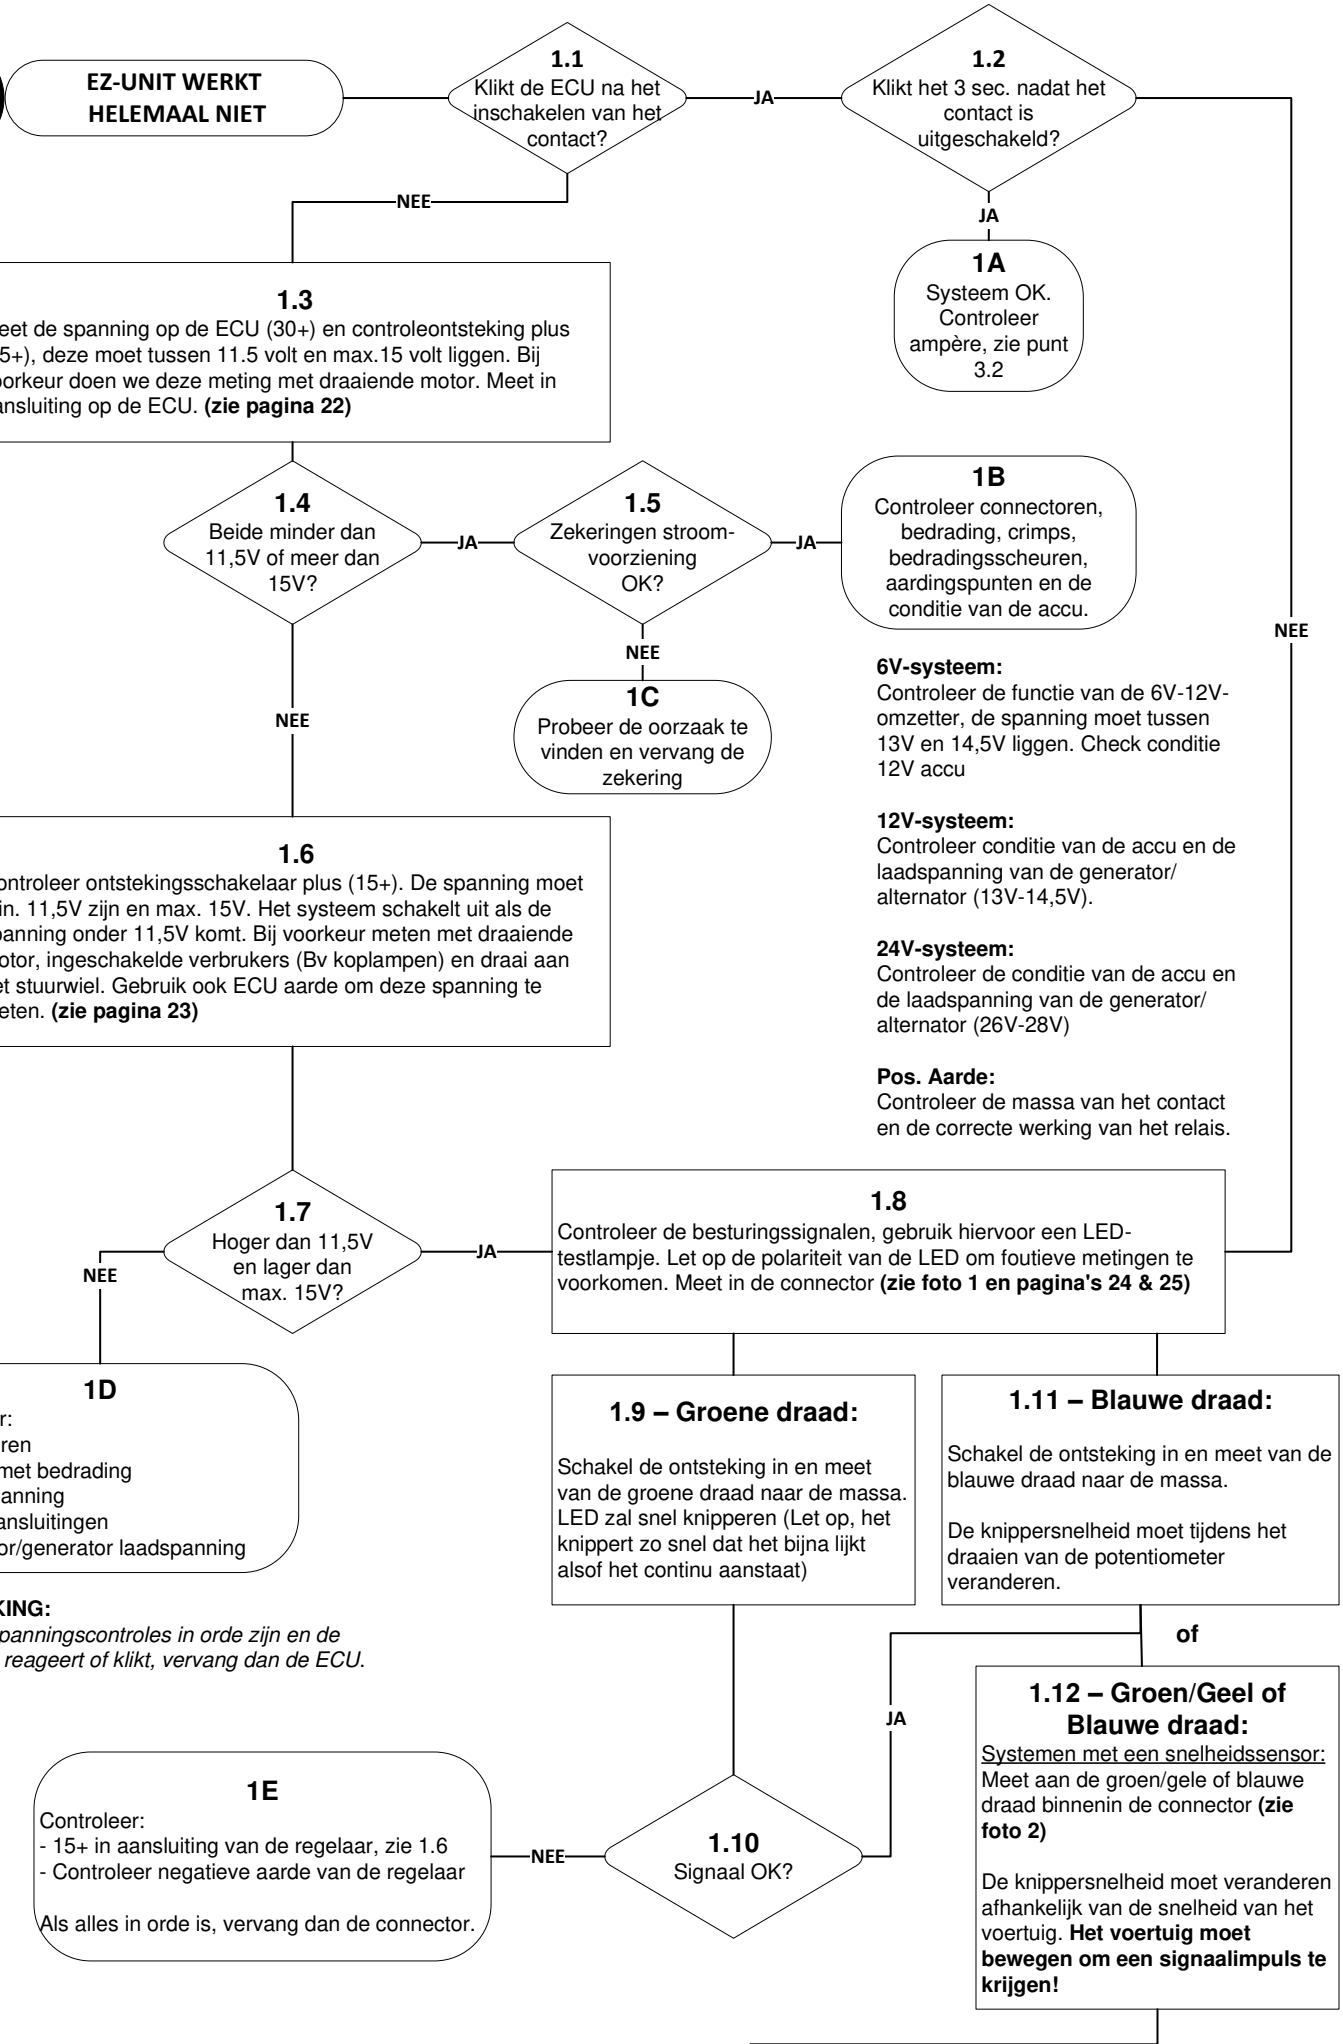 EZ-UNIT WERKT
HELEMAAL NIET
1.1
Klikt de ECU na het
inschakelen van het
contact?
JA
1.2
Klikt het 3 sec. nadat het
contact is
uitgeschakeld?
NEE
JA
1A
Systeem OK.
Controleer
ampère, zie punt
3.2
1.3
eet de spanning op de ECU (30+) en controleontsteking plus
5+), deze moet tussen 11.5 volt en max.15 volt liggen. Bij
oorkeur doen we deze meting met draaiende motor. Meet in
ansluiting op de ECU. (zie pagina 22)
1.4
Beide minder dan
11,5V of meer dan
15V?
JA
1.5
Zekeringen stroom-
voorziening
OK?
JA
1B
Controleer connectoren,
bedrading, crimps,
bedradingsscheuren,
aardingspunten en de
conditie van de accu.
NEE
NEE
1C
Probeer de oorzaak te
vinden en vervang de
zekering
NEE
6V-systeem:
Controleer de functie van de 6V-12V-
omzetter, de spanning moet tussen
13V en 14,5V liggen. Check conditie
12V accu
12V-systeem:
Controleer conditie van de accu en de
laadspanning van de generator/
alternator (13V-14,5V).
24V-systeem:
Controleer de conditie van de accu en
de laadspanning van de generator/
alternator (26V-28V)
Pos. Aarde:
Controleer de massa van het contact
en de correcte werking van het relais.
1.6
ontroleer ontstekingsschakelaar plus (15+). De spanning moet
in. 11,5V zijn en max. 15V. Het systeem schakelt uit als de
panning onder 11,5V komt. Bij voorkeur meten met draaiende
otor, ingeschakelde verbrukers (Bv koplampen) en draai aan
et stuurwiel. Gebruik ook ECU aarde om deze spanning te
eten. (zie pagina 23)
1.7
Hoger dan 11,5V
en lager dan
max. 15V?
NEE
JA
1.8
Controleer de besturingssignalen, gebruik hiervoor een LED-
testlampje. Let op de polariteit van de LED om foutieve metingen te
voorkomen. Meet in de connector (zie foto 1 en pagina's 24 & 25)
1D
r:
ren
met bedrading
anning
ansluitingen
or/generator laadspanning
KING:
panningscontroles in orde zijn en de
reageert of klikt, vervang dan de ECU.
1.9 – Groene draad:
Schakel de ontsteking in en meet
van de groene draad naar de massa.
LED zal snel knipperen (Let op, het
knippert zo snel dat het bijna lijkt
alsof het continu aanstaat)
1.11 – Blauwe draad:
Schakel de ontsteking in en meet van de
blauwe draad naar de massa.
De knippersnelheid moet tijdens het
draaien van de potentiometer
veranderen.
of
1.12 – Groen/Geel of
Blauwe draad:
Systemen met een snelheidssensor:
Meet aan de groen/gele of blauwe
draad binnenin de connector (zie
foto 2)
De knippersnelheid moet veranderen
afhankelijk van de snelheid van het
voertuig. Het voertuig moet
bewegen om een signaalimpuls te
krijgen!
JA
1.10
Signaal OK?
NEE
1E
Controleer:
- 15+ in aansluiting van de regelaar, zie 1.6
- Controleer negatieve aarde van de regelaar
Als alles in orde is, vervang dan de connector.